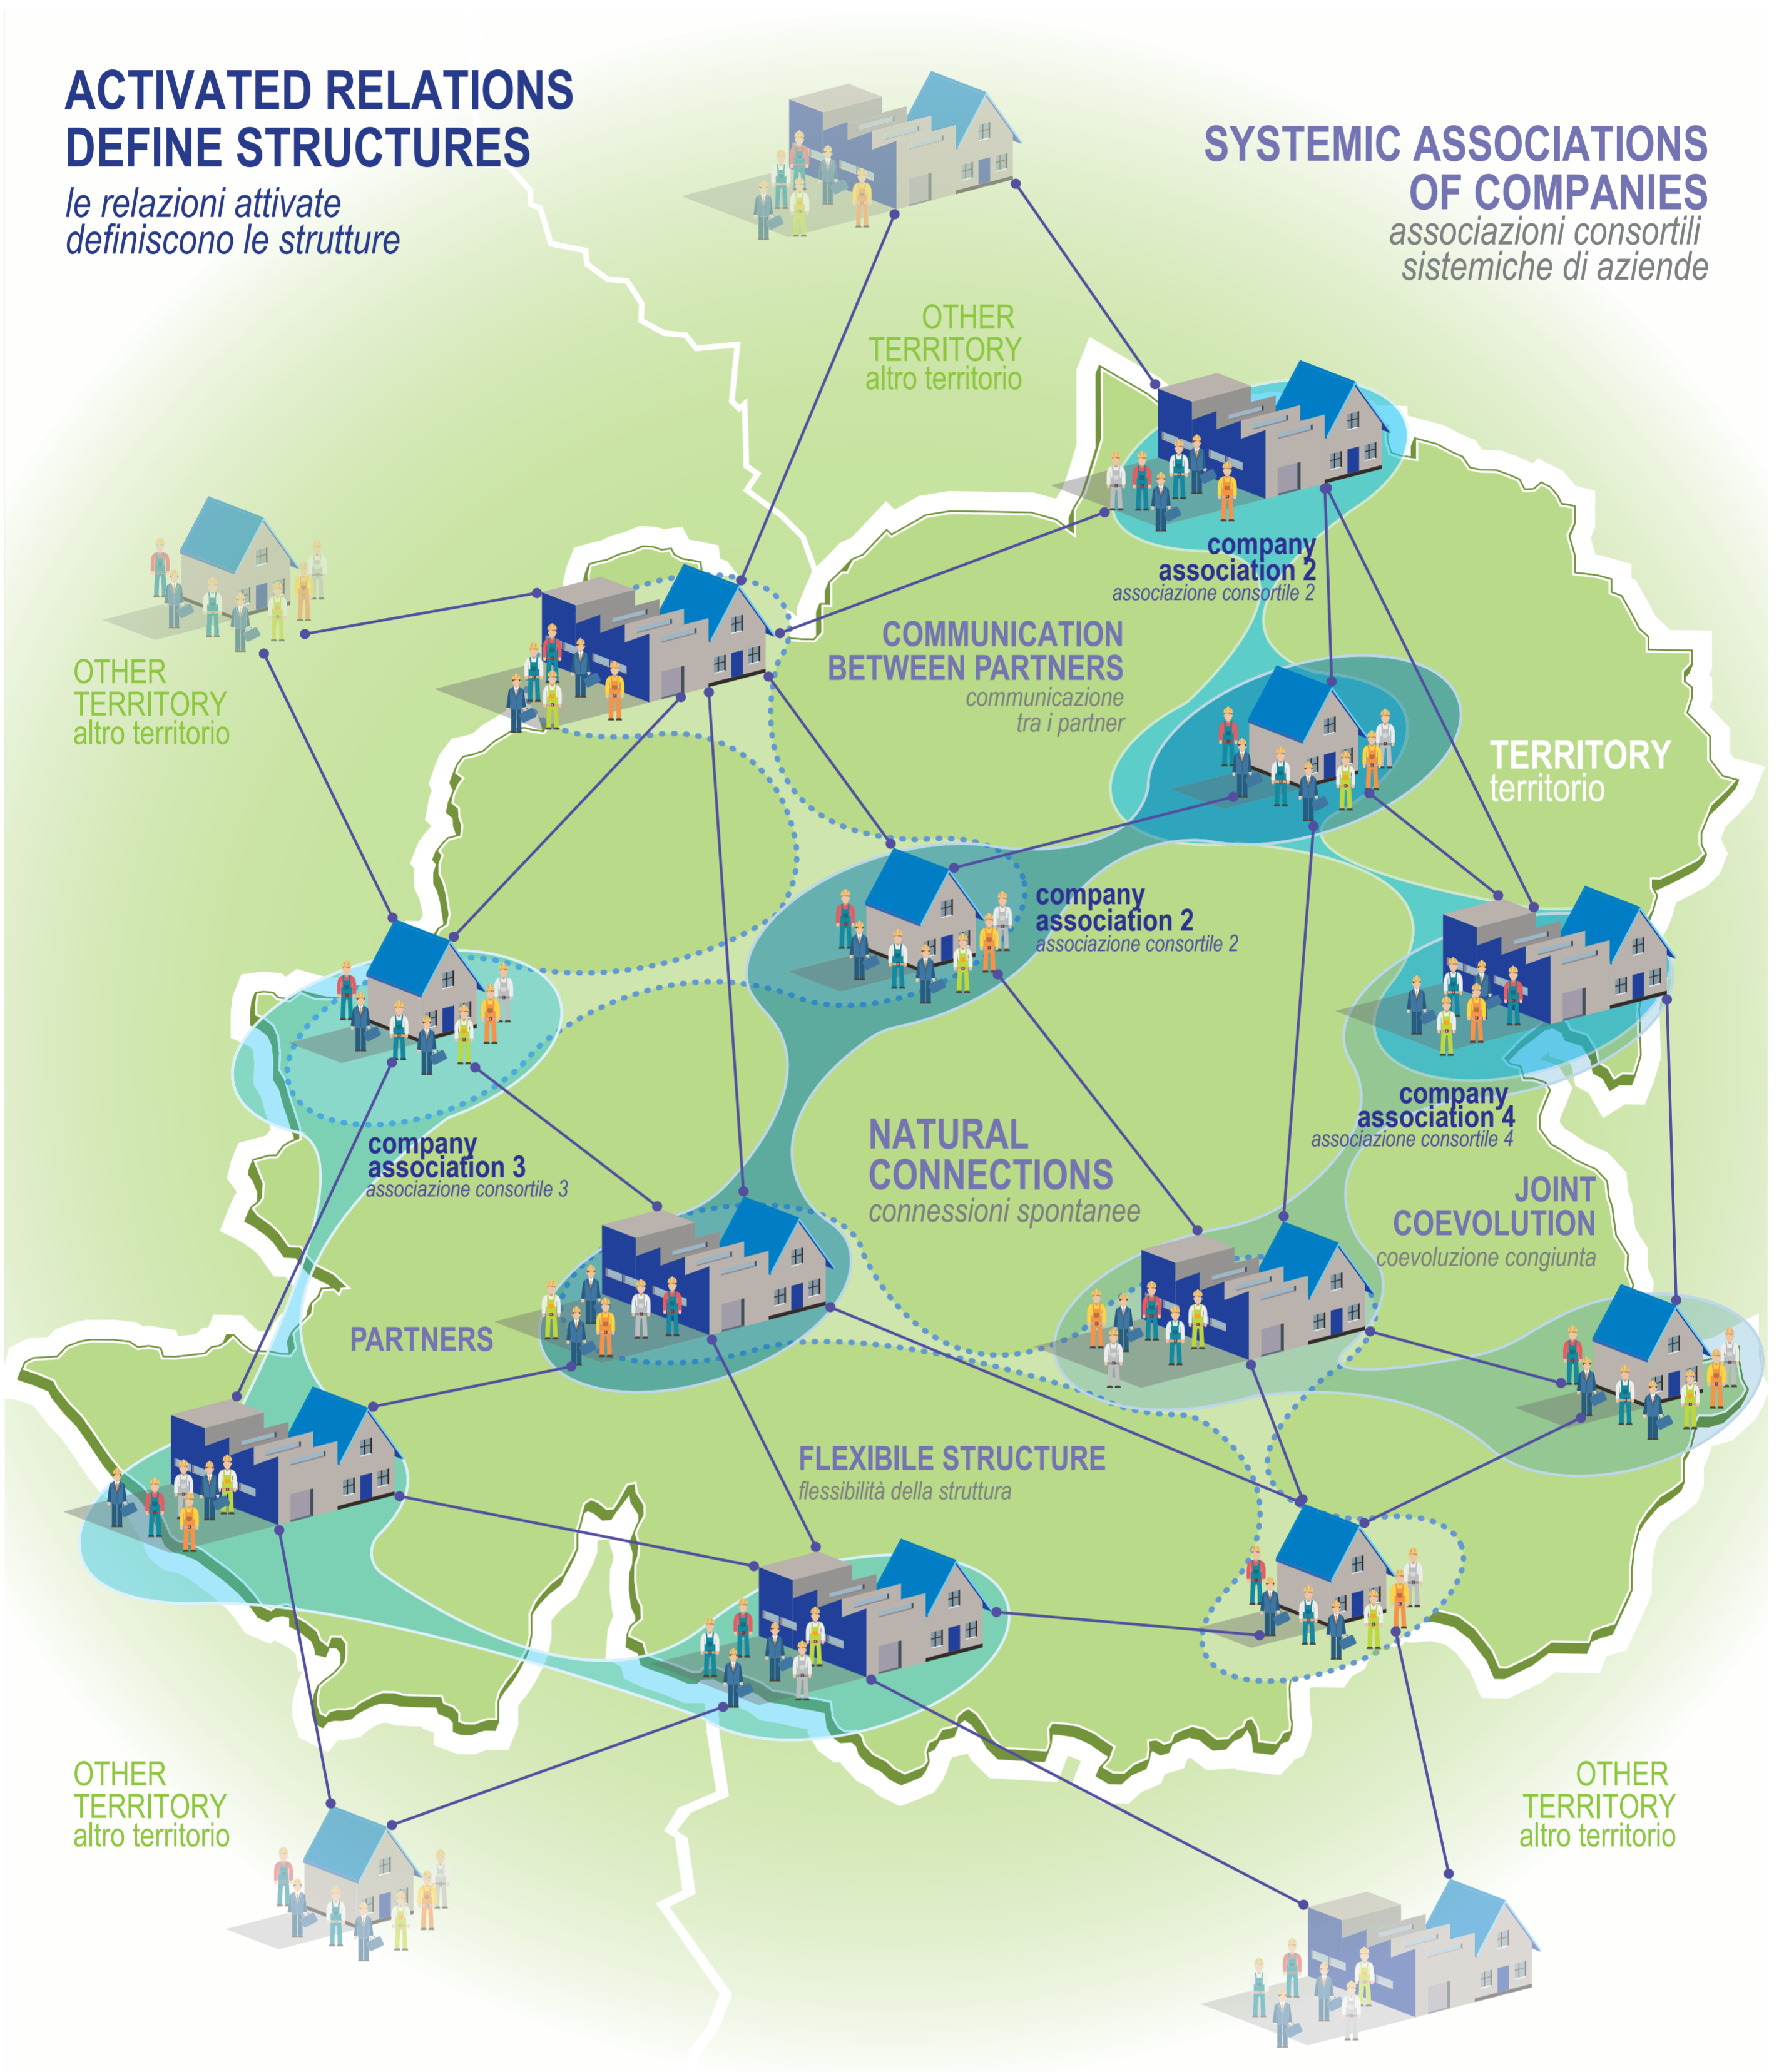 ACTIVATED RELATIONS
DEFINE STRUCTURES
le relazioni attivate
definiscono le strutture
SYSTEMIC ASSOCIATIONS
OF COMPANIES
associazioni consortili
sistemiche di aziende
OTHER
TERRITORY
altro territorio
company
association 2
associazione consortile 2
COMMUNICATION
BETWEEN PARTNERS
communicazione
tra i partner
OTHER
TERRITORY
altro territorio
TERRITORY
territorio
company
association 2
associazione consortile 2
company
association 4
associazione consortile 4
NATURAL
CONNECTIONS
connessioni spontanee
company
association 3
associazione consortile 3
JOINT
COEVOLUTION
coevoluzione congiunta
PARTNERS
FLEXIBILE STRUCTURE
flessibilità della struttura
OTHER
TERRITORY
altro territorio
OTHER
TERRITORY
altro territorio